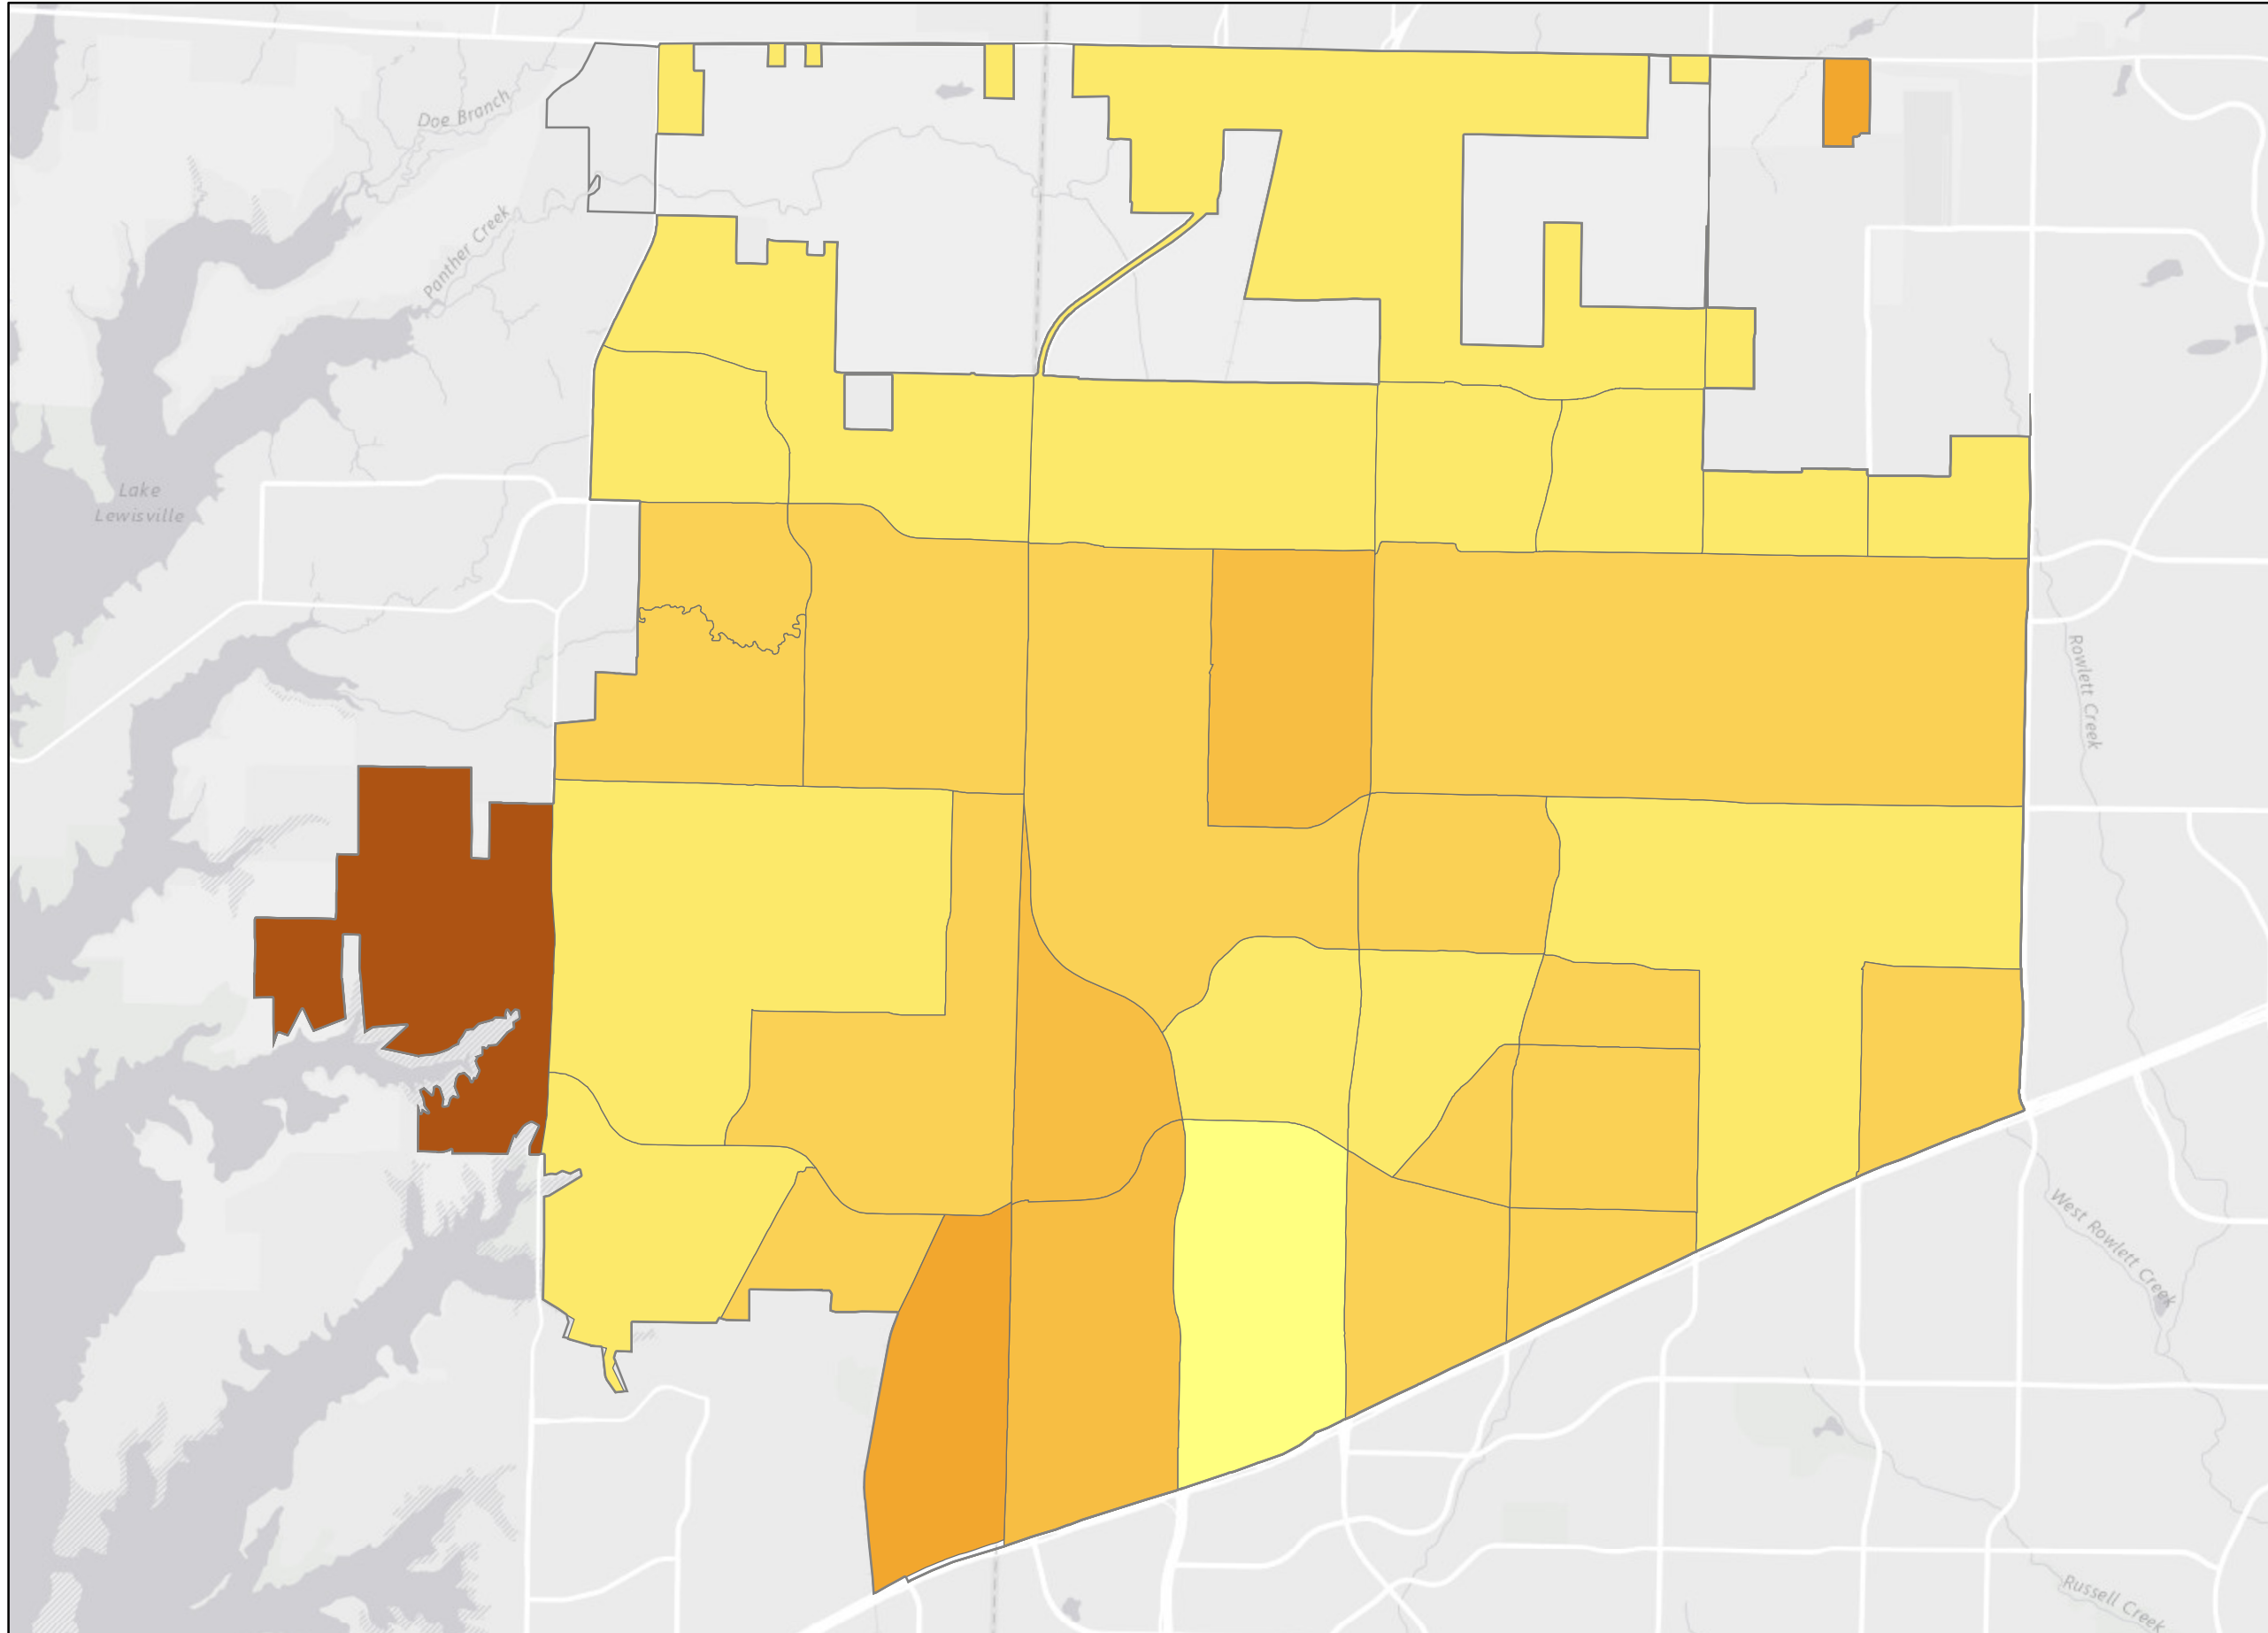 Doe Branch
Panther Creek
Lake
Lewisville
Rowlett Creek
West Rowlett
Creek
Russell Creek